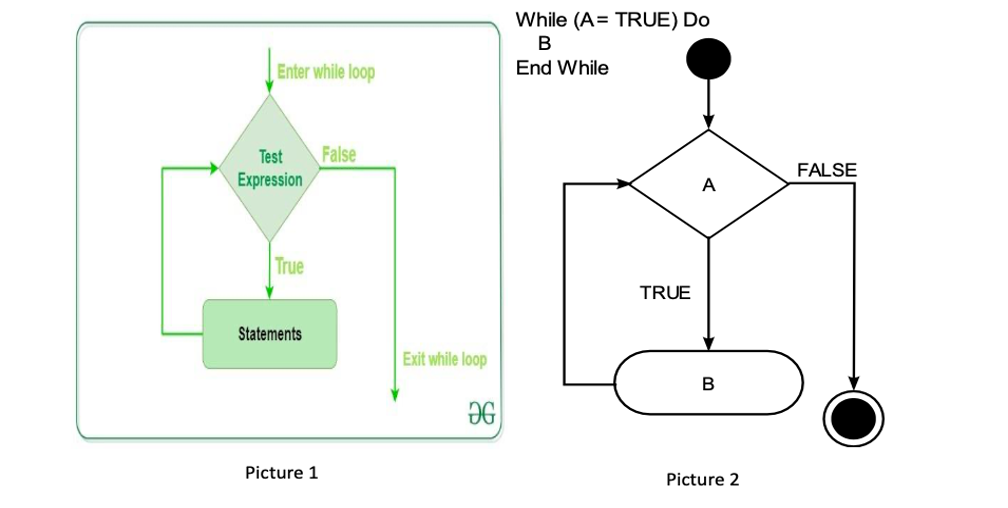 Enter while loop
Test
Expression
False
True
Statements
Exit while loop
Picture 1
While (A= TRUE) Do
B
End While
A
FALSE
TRUE
B
Picture 2